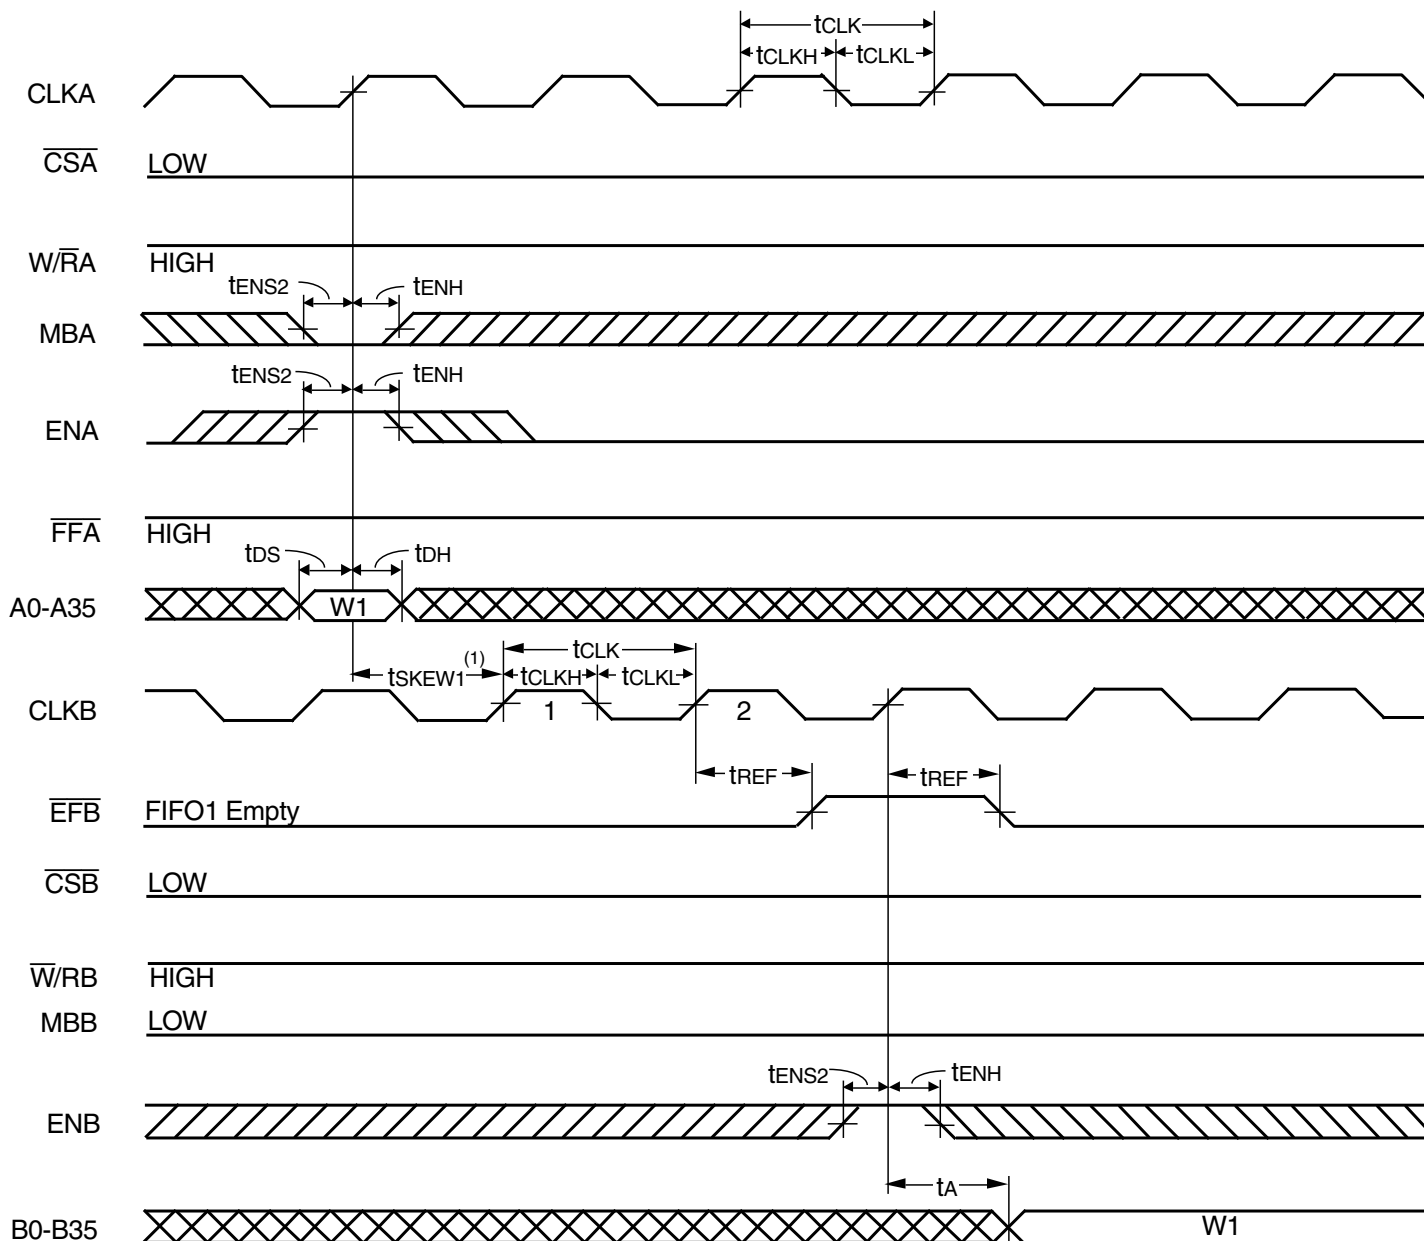 tCLK
tCLKH tCLKL
CLKA
CSA LOW
W/RA HIGH
tENS2 tENH
MBA
tENS2 tENH
ENA
FFA HIGH
tDS tDH
A0-A35 W1
tCLK
tSKEW1 (1) tCLKH tCLKL
CLKB 1 2
tREF tREF
EFB FIFO1 Empty
CSB LOW
W/RB HIGH
MBB LOW
tENS2 tENH
ENB
tA
B0-B35 W1